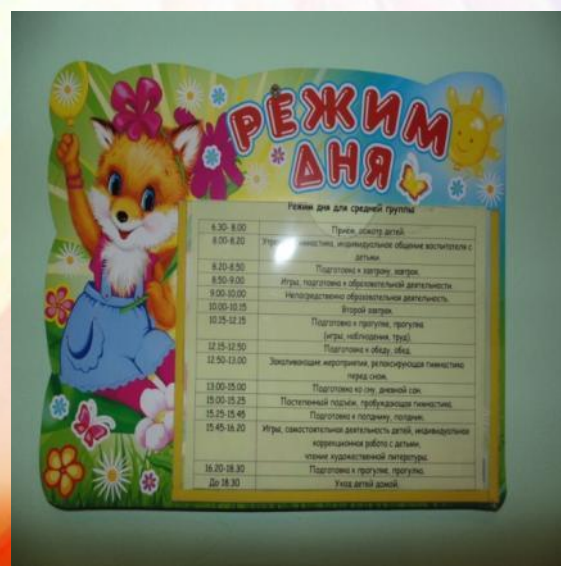 РЕЖИМ
ДНЯ
Режим дня для средней группы
6.30- 8.00 Приём, осмотр детей.
8.00-8.20 Утренняя гимнастика, индивидуальное общение воспитателя с
детьми.
8.20-8.50 Подготовка к завтраку, завтрак.
8.50-9.00 Игры, подготовка к образовательной деятельности.
9.00-10.00 Непосредственно образовательная деятельность.
10.00-10.15 Второй завтрак.
10.15-12.15 Подготовка к прогулке, прогулка
(игры, наблюдения, труд).
12.15-12.50 Подготовка к обеду, обед.
12.50-13.00 Закаливающие мероприятия, релаксирующая гимнастика
перед сном.
13.00-15.00 Подготовка ко сну, дневной сон.
15.00-15.25 Постепенный подъём, пробуждающая гимнастика.
15.25-15.45 Подготовка к полднику, полдник.
15.45-16.20 Игры, самостоятельная деятельность детей, индивидуальная
коррекционная работа с детьми,
чтение художественной литературы.
16.20-18.30 Подготовка к прогулке, прогулка.
До 18.30 Уход детей домой.